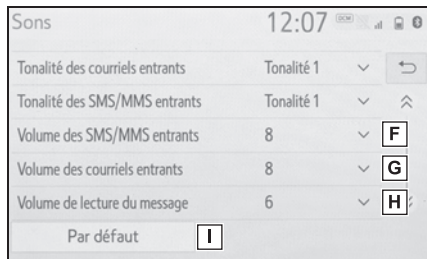 Sons 12:07 DCM
Tonalité des courriels entrants Tonalité 1
Tonalité des SMS/MMS entrants Tonalité 1
Volume des SMS/MMS entrants 8 F
Volume des courriels entrants 8 G
Volume de lecture du message 6 H
Par défaut I